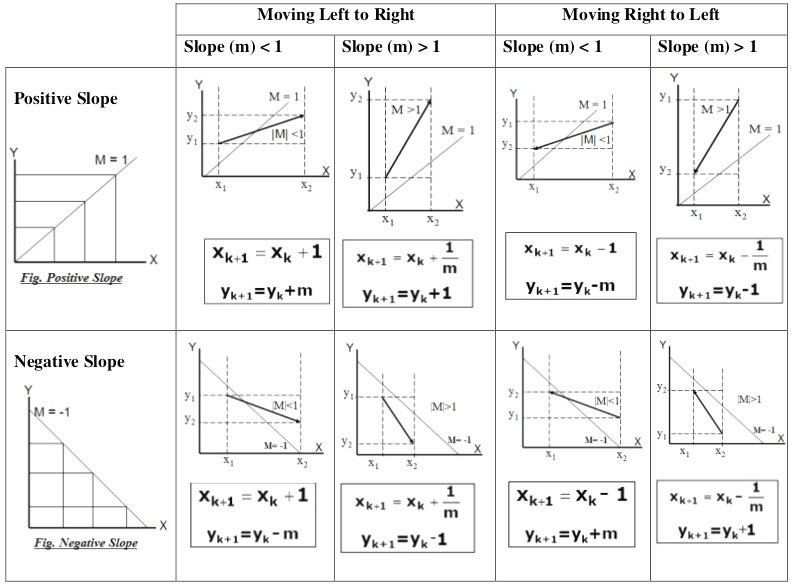 Moving Left to Right
Moving Right to Left
Slope (m) < 1
Slope (m) > 1
Slope (m) < 1
Slope (m) > 1
Positive Slope
Y
M = 1
X
Fig. Positive Slope
Y
M = 1
y₂
y₁
|M| <1
X
x₁
x₂
xₖ₊₁ = xₖ + 1
yₖ₊₁=yₖ+m
Y
y₂
M >1
M = 1
y₁
X
x₁
x₂
xₖ₊₁ = xₖ + 1/m
yₖ₊₁=yₖ+1
Y
M = 1
y₁
|M| <1
y₂
X
x₁
x₂
xₖ₊₁ = xₖ − 1
yₖ₊₁=yₖ-m
Y
y₁
M >1
M = 1
y₂
X
x₁
x₂
xₖ₊₁ = xₖ − 1/m
yₖ₊₁=yₖ-1
Negative Slope
Y
M = -1
X
Fig. Negative Slope
Y
y₁
|M|<1
y₂
M= -1
X
x₁
x₂
xₖ₊₁ = xₖ + 1
yₖ₊₁=yₖ - m
Y
y₁
|M|>1
y₂
M= -1
X
x₁
x₂
xₖ₊₁ = xₖ + 1/m
yₖ₊₁=yₖ-1
Y
y₂
|M|<1
y₁
M= -1
X
x₁
x₂
xₖ₊₁ = xₖ - 1
yₖ₊₁=yₖ+m
Y
y₂
|M|>1
y₁
M= -1
X
x₁
x₂
xₖ₊₁ = xₖ - 1/m
yₖ₊₁=yₖ+1